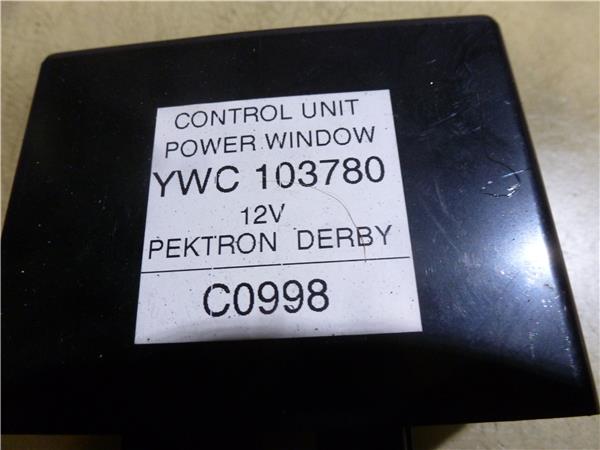 CONTROL UNIT
POWER WINDOW
YWC 103780
12V
PEKTRON DERBY
C0998